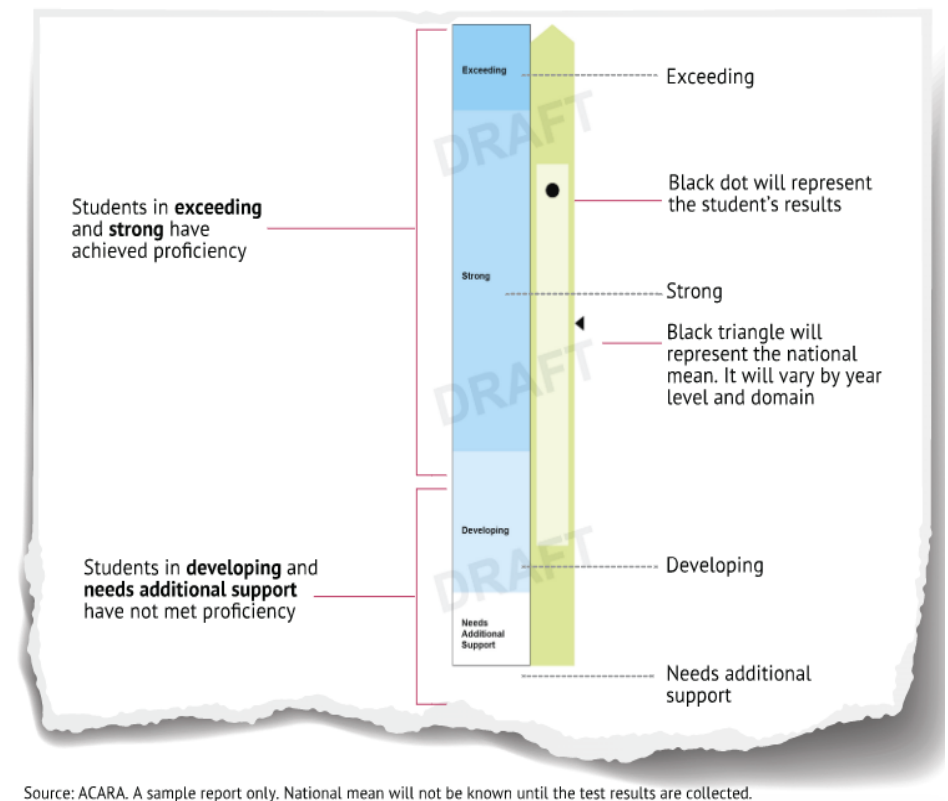 Exceeding
Exceeding
DRAFT
Black dot will represent
the student's results
Students in exceeding
and strong have
achieved proficiency
Strong
Strong
Black triangle will
represent the national
mean. It will vary by year
level and domain
DRAFT
Developing
DRAFT
Developing
Students in developing and
needs additional support
have not met proficiency
Needs
Additional
Support
Needs additional
support
Source: ACARA. A sample report only. National mean will not be known until the test results are collected.